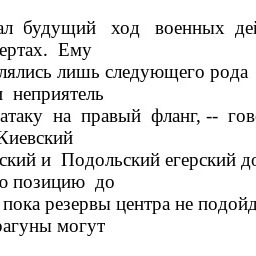 ал будущий ход военных де
ертах. Ему
лялись лишь следующего рода
неприятель
атаку на правый фланг, -- гов
Киевский
ский и Подольский егерский до
ю позицию до
пока резервы центра не подойд
рагуны могут